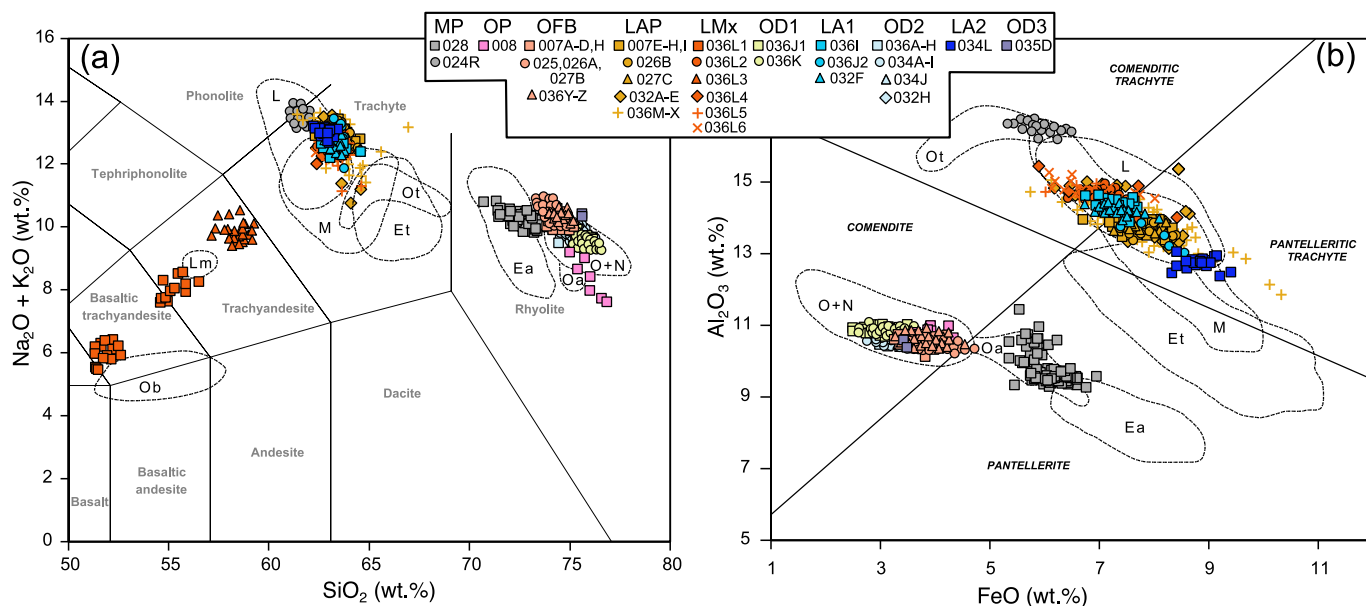 MP OP OFB LAP LMx OD1 LA1 OD2 LA2 OD3
028 008 007A-D,H 007E-H,I 036L1 036J1 036I 036A-H 034L 035D
024R 025,026A, 026B 036L2 036K 036J2 034A-I
027B 027C 036L3 032F 034J
036Y-Z 032A-E 036L4 032H
036M-X 036L5
036L6
(a)
16
14
12
10
8
6
4
2
0
Na2O + K2O (wt.%)
50 55 60 65 70 75 80
SiO2 (wt.%)
Phonolite
L
Trachyte
Tephriphonolite
M
Ot
Et
Lm
Basaltic
trachyandesite
Trachyandesite
Ob
Ea
Oa
O+N
Rhyolite
Dacite
Andesite
Basaltic
andesite
Basalt
(b)
15
13
11
9
7
5
Al2O3 (wt.%)
1 3 5 7 9 11
FeO (wt.%)
COMENDITIC
TRACHYTE
Ot
L
COMENDITE
PANTELLERITIC
TRACHYTE
O+N
Oa
Et
M
Ea
PANTELLERITE